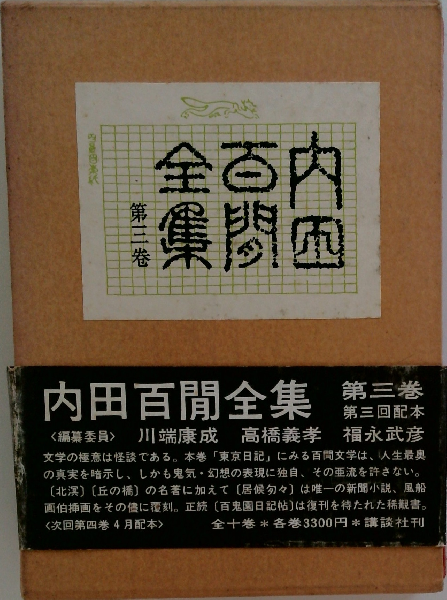 内田
百閒
全集
第三巻
内田百閒全集 第三巻
第三回配本
〈編纂委員〉 川端康成 高橋義孝 福永武彦
文学の極意は怪談である。本巻「東京日記」にみる百閒文学は、人生最奥
の真実を暗示し、しかも鬼気・幻想の表現に独自、その亜流を許さない。
〔北溟〕〔丘の橋〕の名著に加えて〔居候匆々〕は唯一の新聞小説、風船
画伯挿画をその儘に覆刻。正続〔百鬼園日記帖〕は復刊を待たれた稀覯書。
〈次回第四巻4月配本〉 全十巻＊各巻3300円＊講談社刊